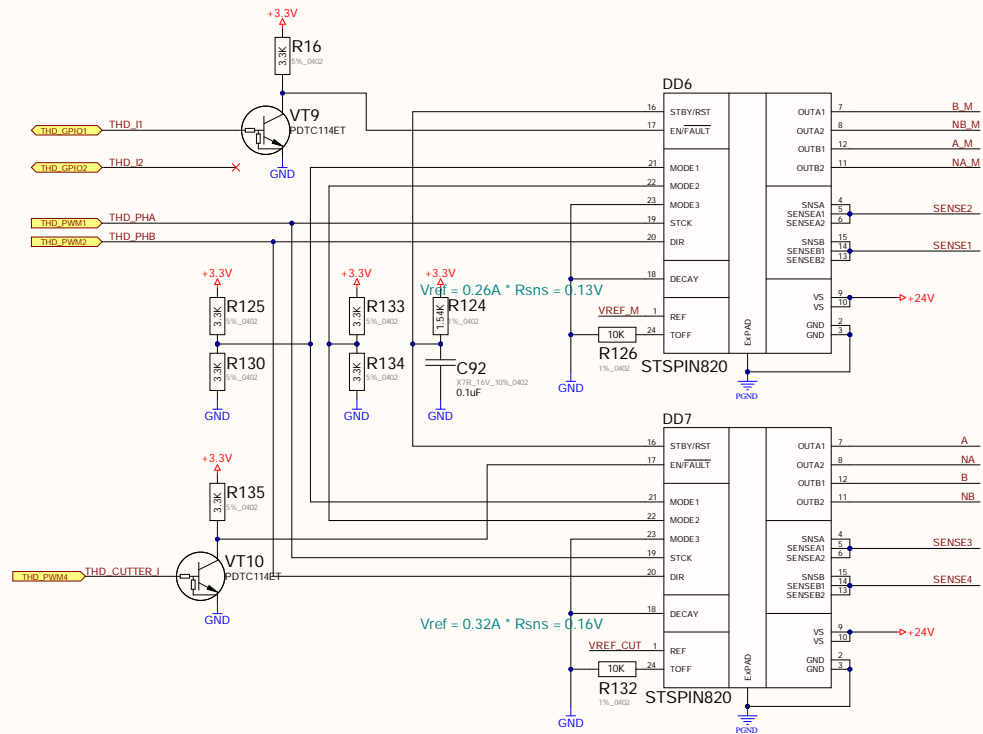 +3.3V
R16
3.3K
5%_0402
VT9
PDTC114ET
GND
THD_GPIO1
THD_I1
THD_GPIO2
THD_I2
THD_PWM1
THD_PHA
THD_PWM2
THD_PHB
+3.3V
R125
3.3K
5%_0402
R130
3.3K
5%_0402
GND
+3.3V
R133
3.3K
5%_0402
R134
3.3K
5%_0402
GND
+3.3V
R124
1.54K
1%_0402
C92
X7R_16V_10%_0402
0.1uF
GND
Vref = 0.26A * Rsns = 0.13V
DD6
16 STBY/RST
17 EN/FAULT
21 MODE1
22 MODE2
23 MODE3
19 STCK
20 DIR
18 DECAY
VREF_M 1 REF
10K 24 TOFF
R126
1%_0402
GND
STSPIN820
ExPAD
OUTA1 7 B_M
OUTA2 8 NB_M
OUTB1 12 A_M
OUTB2 11 NA_M
SNSA 4
SENSEA1 5 SENSE2
SENSEA2 6
SNSB 15
SENSEB1 14 SENSE1
SENSEB2 13
VS 9 +24V
VS 10
GND 2
GND 3
PGND
+3.3V
R135
3.3K
5%_0402
VT10
PDTC114ET
THD_PWM4
THD_CUTTER_I
GND
Vref = 0.32A * Rsns = 0.16V
DD7
16 STBY/RST
17 EN/FAULT
21 MODE1
22 MODE2
23 MODE3
19 STCK
20 DIR
18 DECAY
VREF_CUT 1 REF
10K 24 TOFF
R132
1%_0402
GND
STSPIN820
ExPAD
OUTA1 7 A
OUTA2 8 NA
OUTB1 12 B
OUTB2 11 NB
SNSA 4
SENSEA1 5 SENSE3
SENSEA2 6
SNSB 15
SENSEB1 14 SENSE4
SENSEB2 13
VS 9 +24V
VS 10
GND 2
GND 3
PGND